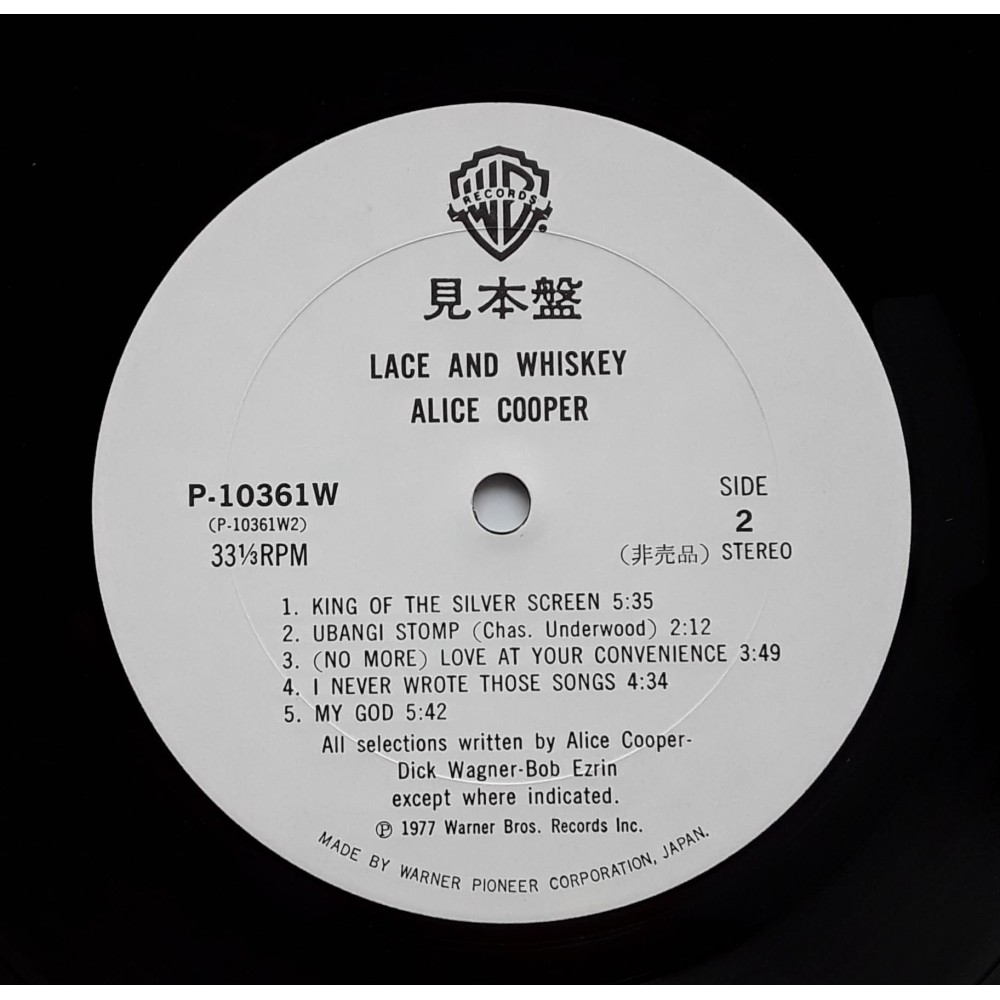 WB
RECORDS
®
見本盤
LACE AND WHISKEY
ALICE COOPER
P-10361W
(P-10361W2)
33⅓RPM
SIDE
2
(非売品) STEREO
1. KING OF THE SILVER SCREEN 5:35
2. UBANGI STOMP (Chas. Underwood) 2:12
3. (NO MORE) LOVE AT YOUR CONVENIENCE 3:49
4. I NEVER WROTE THOSE SONGS 4:34
5. MY GOD 5:42
All selections written by Alice Cooper-
Dick Wagner-Bob Ezrin
except where indicated.
℗ 1977 Warner Bros. Records Inc.
MADE BY WARNER PIONEER CORPORATION, JAPAN.